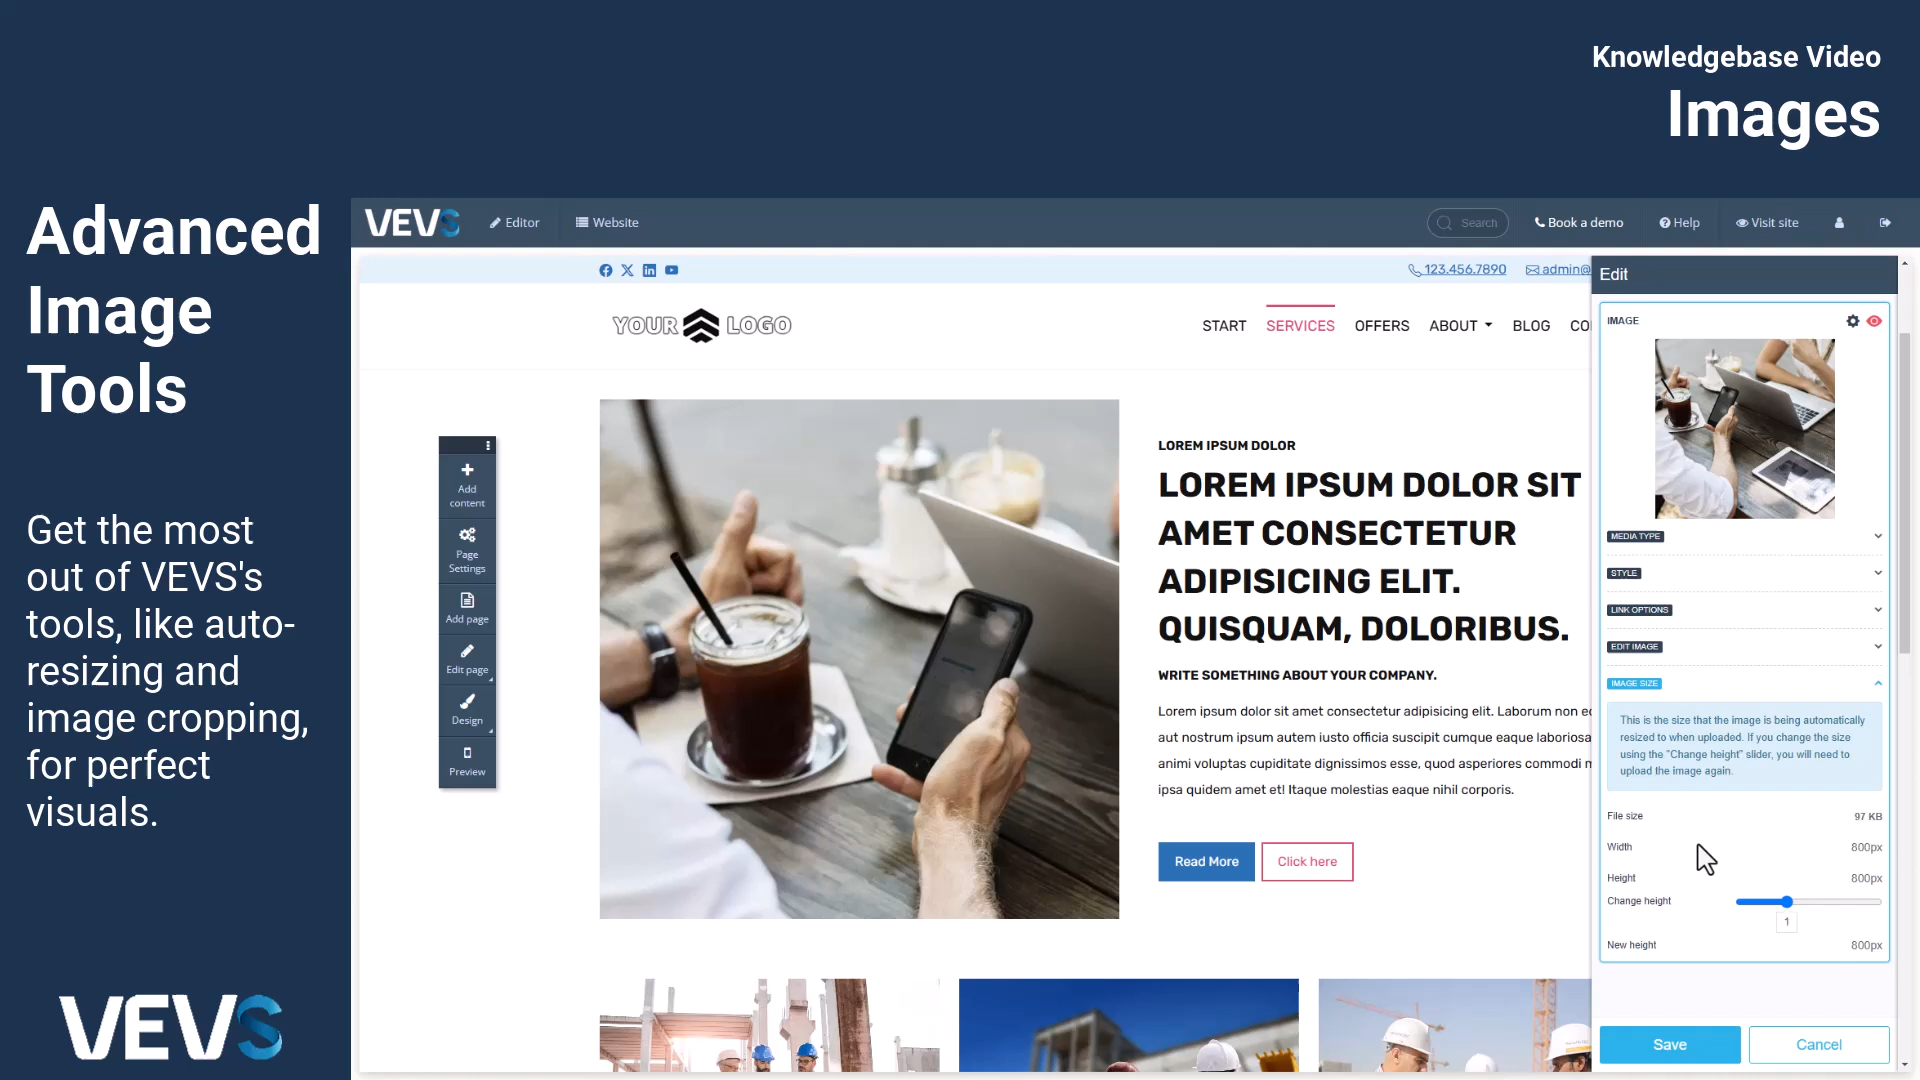 Knowledgebase Video
Images
Advanced
Image
Tools
Get the most
out of VEVS's
tools, like auto-
resizing and
image cropping,
for perfect
visuals.
VEVS
VEVS
Editor
Website
Search
Book a demo
Help
Visit site
123.456.7890
admin@
YOUR LOGO
START
SERVICES
OFFERS
ABOUT
BLOG
CO
Add
content
Page
Settings
Add page
Edit page
Design
Preview
LOREM IPSUM DOLOR
LOREM IPSUM DOLOR SIT
AMET CONSECTETUR
ADIPISICING ELIT.
QUISQUAM, DOLORIBUS.
WRITE SOMETHING ABOUT YOUR COMPANY.
Lorem ipsum dolor sit amet consectetur adipisicing elit. Laborum non
aut nostrum ipsum autem iusto officia suscipit cumque eaque laboriosa
animi voluptas cupiditate dignissimos esse, quod asperiores commodi
ipsa quidem amet et! Itaque molestias eaque nihil corporis.
Read More
Click here
Edit
IMAGE
MEDIA TYPE
STYLE
LINK OPTIONS
EDIT IMAGE
IMAGE SIZE
This is the size that the image is being automatically
resized to when uploaded. If you change the size
using the "Change height" slider, you will need to
upload the image again.
File size 97 KB
Width 800px
Height 800px
Change height
1
New height 800px
Save
Cancel